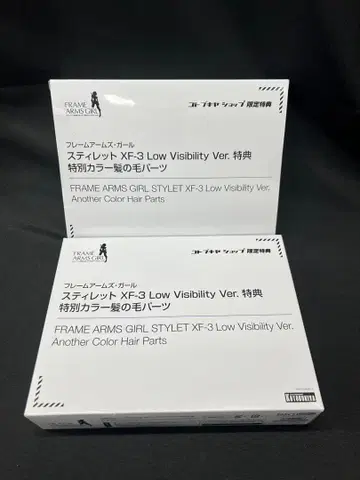 FRAME
ARMS GIRL
コトブキヤ ショップ 限定特典
フレームアームズ・ガール
スティレット XF-3 Low Visibility Ver. 特典
特別カラー髪の毛パーツ
FRAME ARMS GIRL STYLET XF-3 Low Visibility Ver.
Another Color Hair Parts
FRAME
ARMS GIRL
コトブキヤ ショップ 限定特典
フレームアームズ・ガール
スティレット XF-3 Low Visibility Ver. 特典
特別カラー髪の毛パーツ
FRAME ARMS GIRL STYLET XF-3 Low Visibility Ver.
Another Color Hair Parts
KOTOBUKIYA